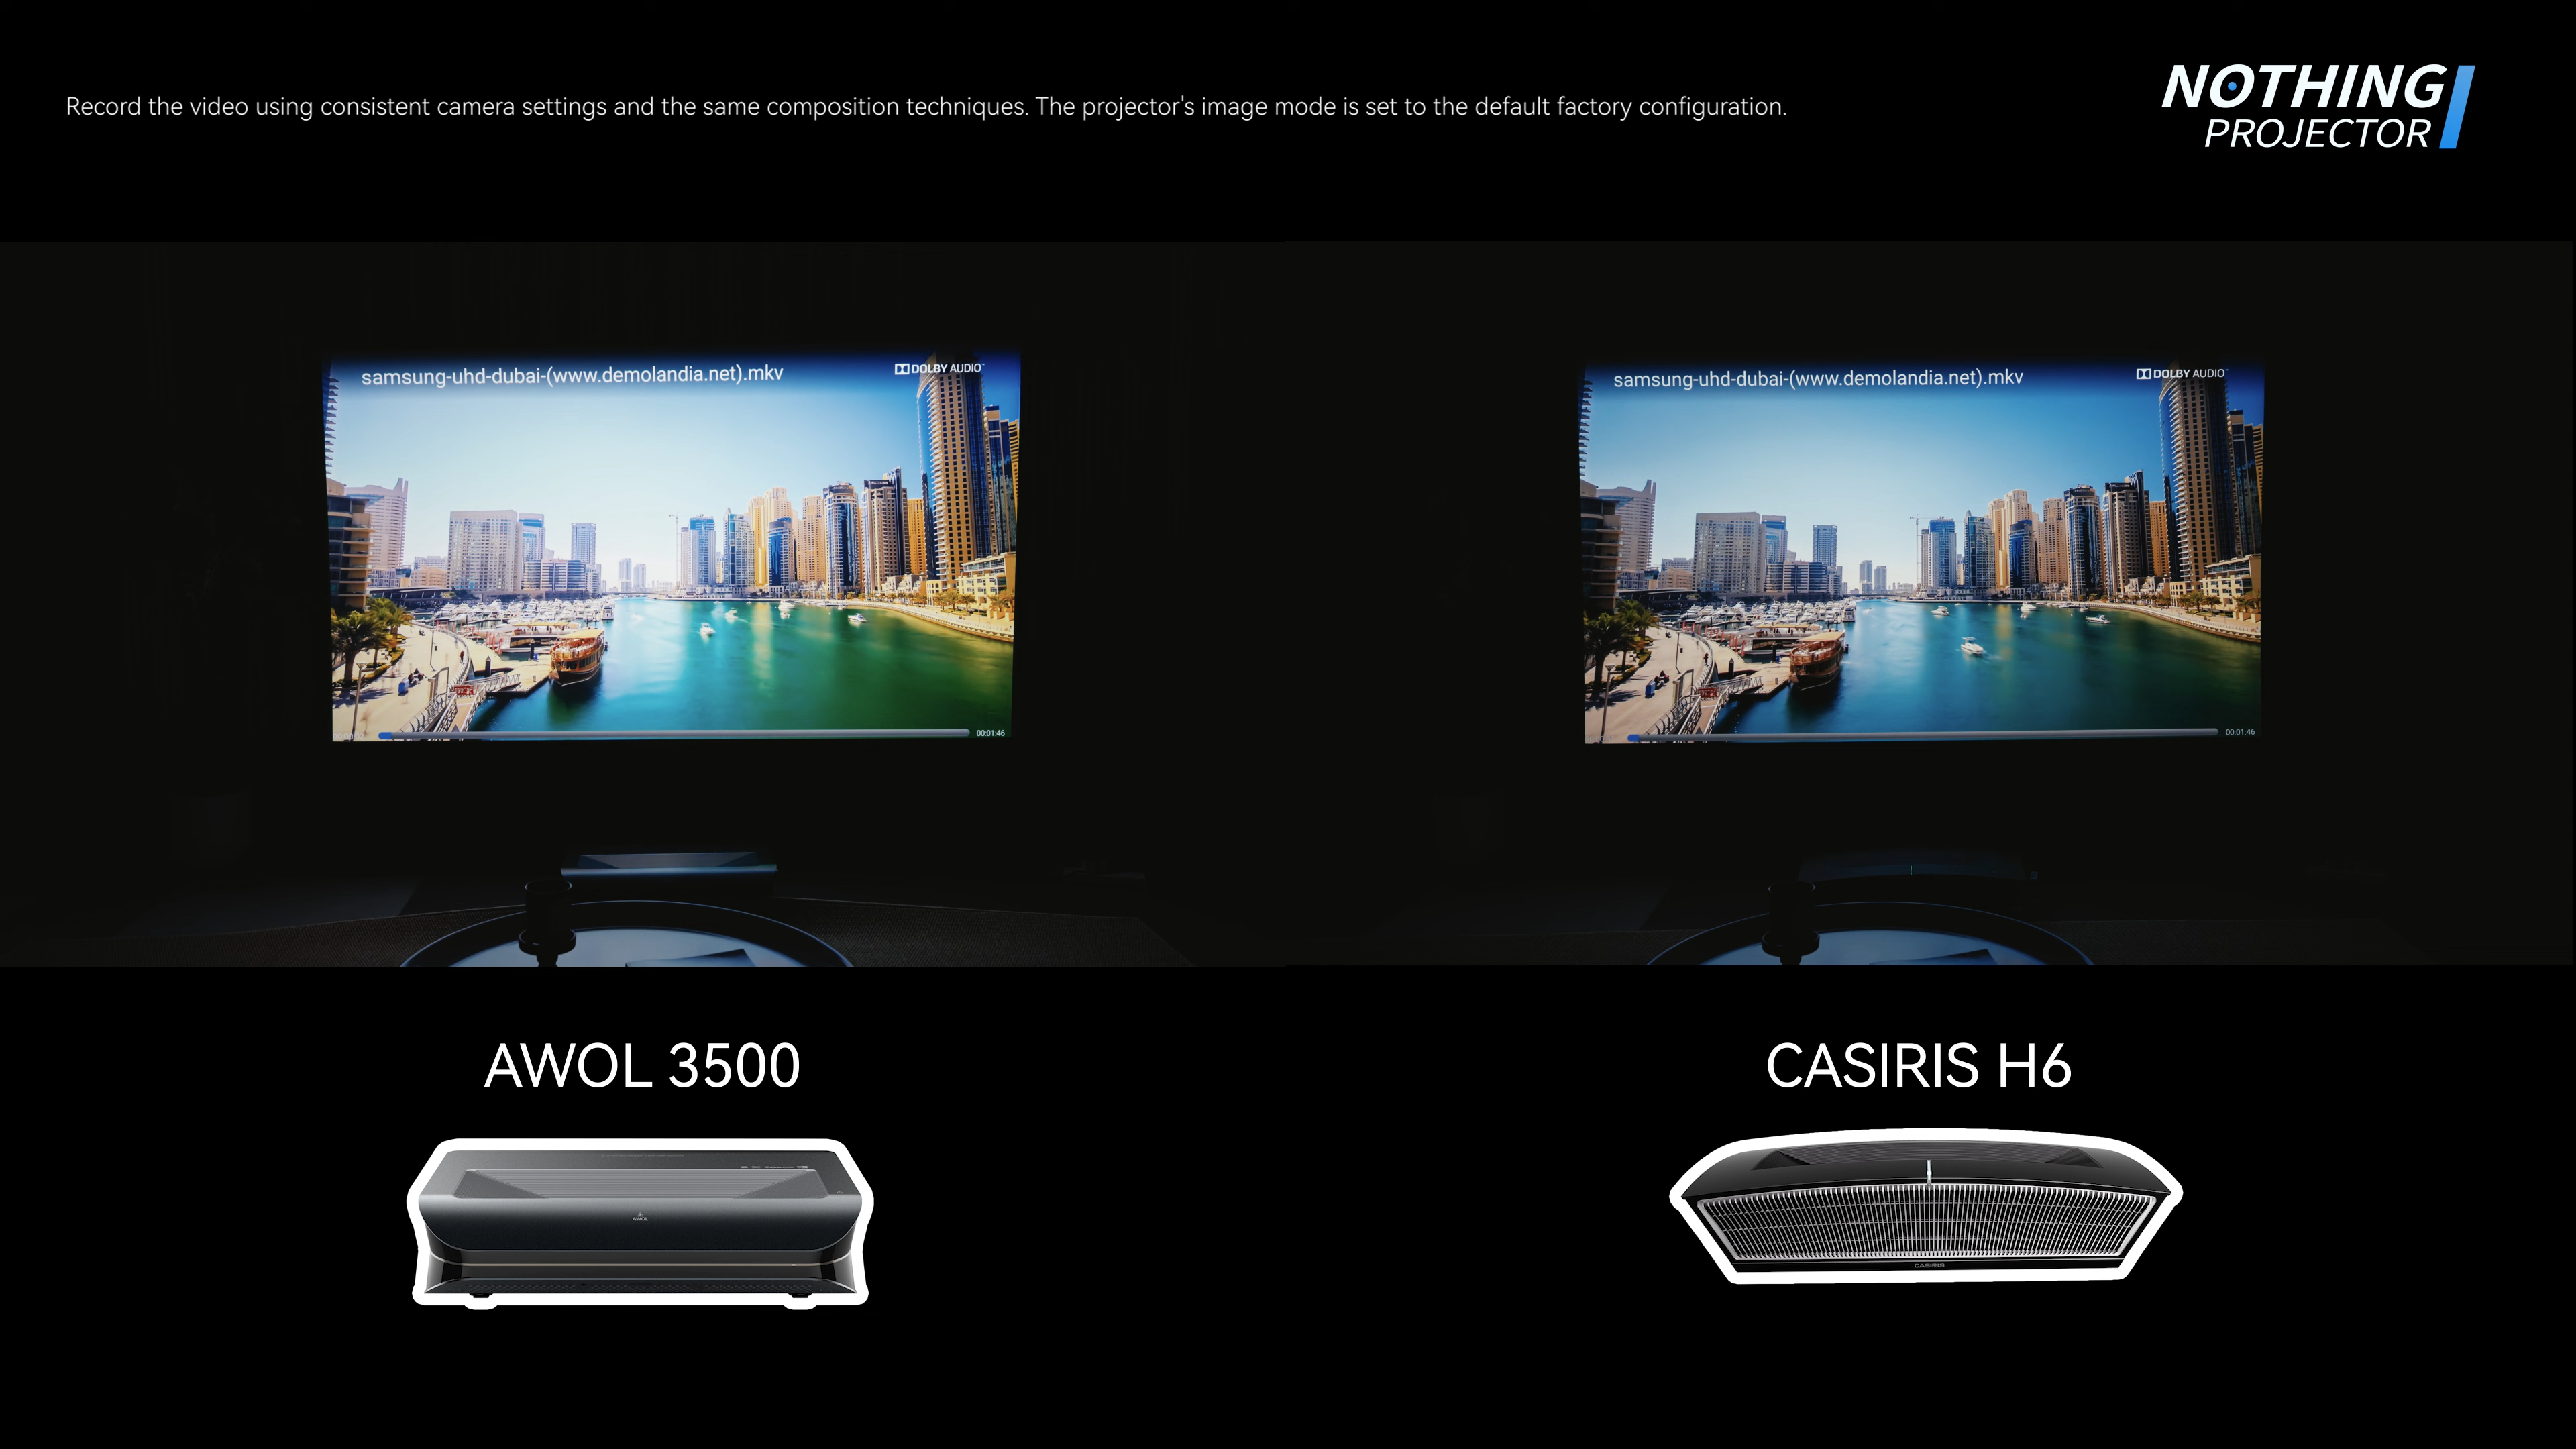 Record the video using consistent camera settings and the same composition techniques. The projector's image mode is set to the default factory configuration.
NOTHING
PROJECTOR
samsung-uhd-dubai-(www.demolandia.net).mkv
DOLBY AUDIO
00:01:46
samsung-uhd-dubai-(www.demolandia.net).mkv
DOLBY AUDIO
00:01:46
AWOL 3500
CASIRIS H6
AWOL
CASIRIS